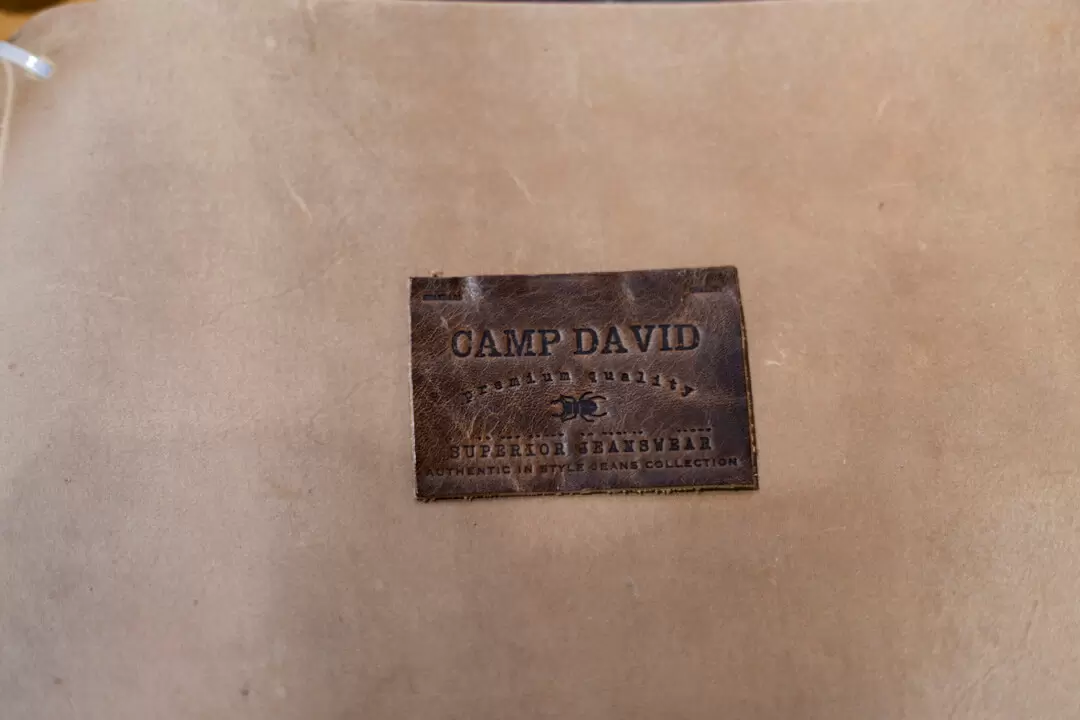 CAMP DAVID
premium quality
SUPERIOR JEANSWEAR
AUTHENTIC IN STYLE JEANS COLLECTION